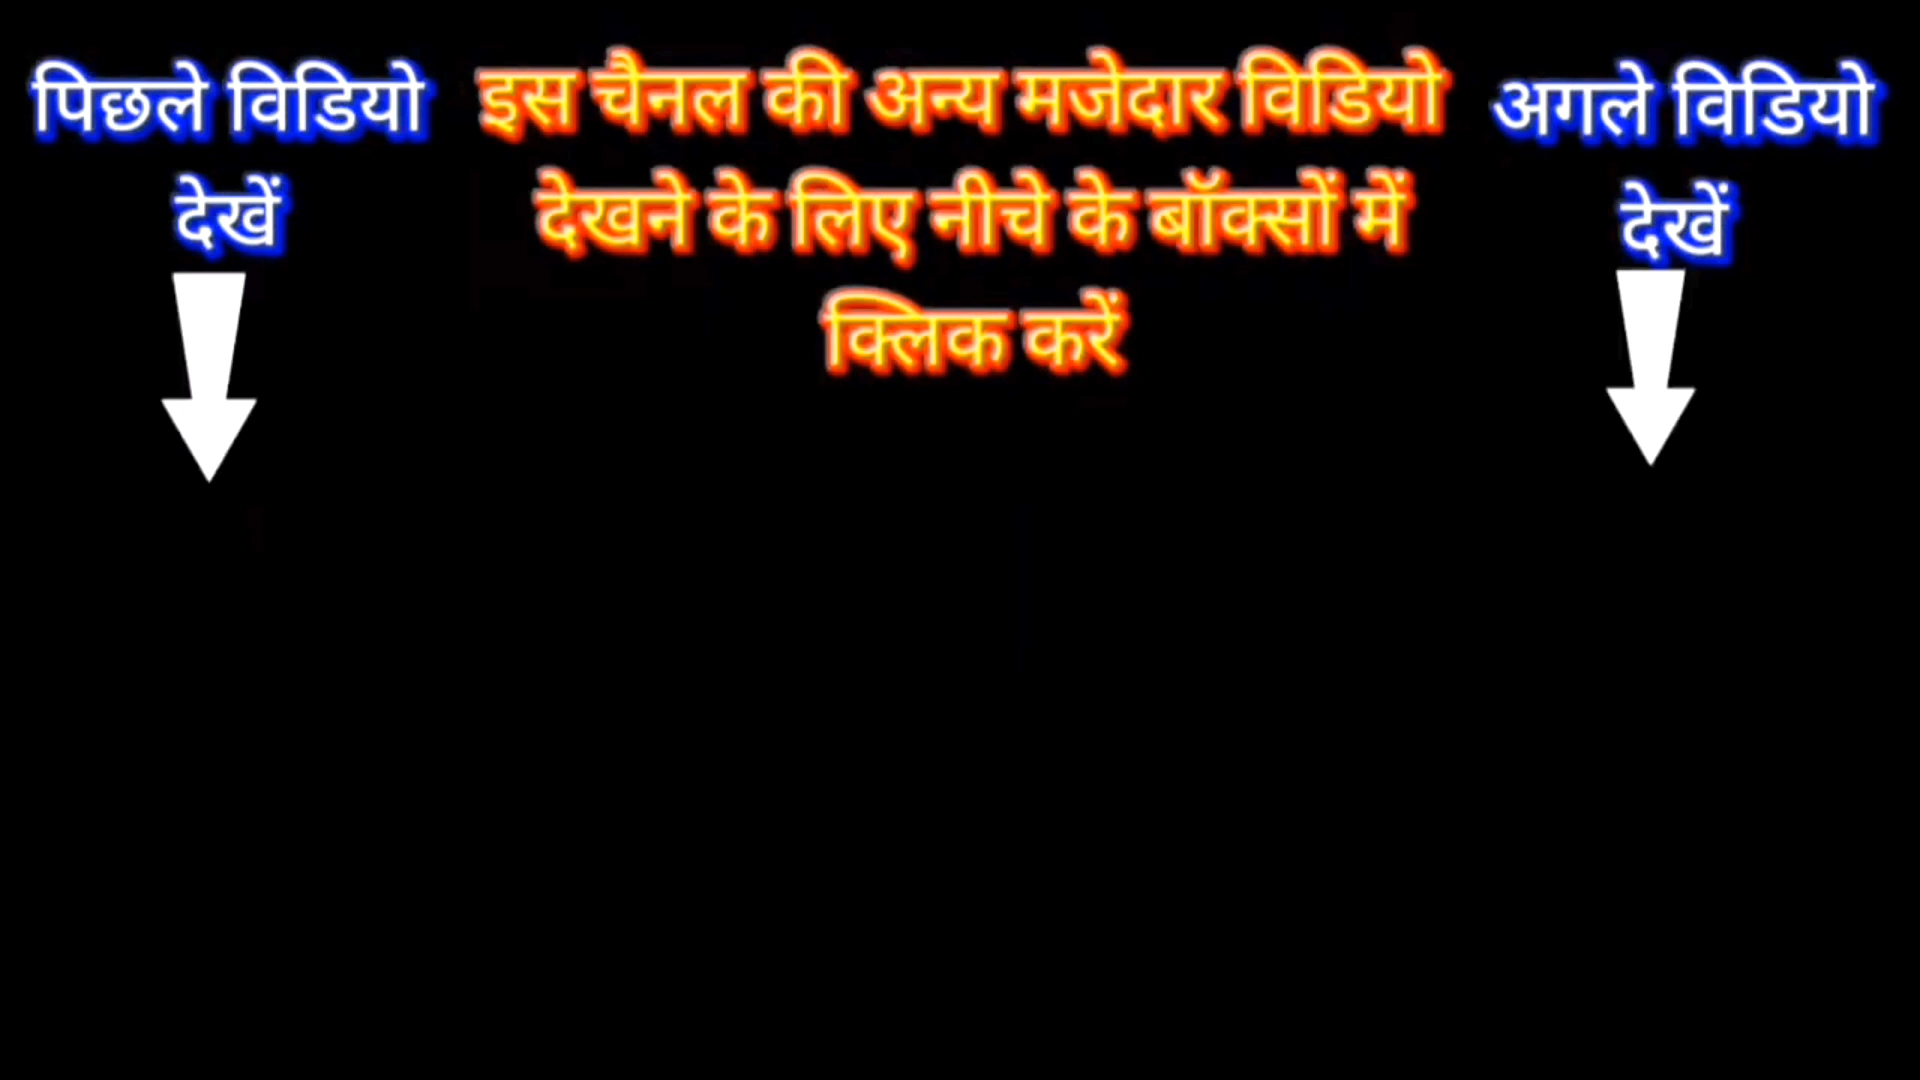 पिछले विडियो
देखें
इस चैनल की अन्य मजेदार विडियो
देखने के लिए नीचे के बॉक्सों में
क्लिक करें
अगले विडियो
देखें